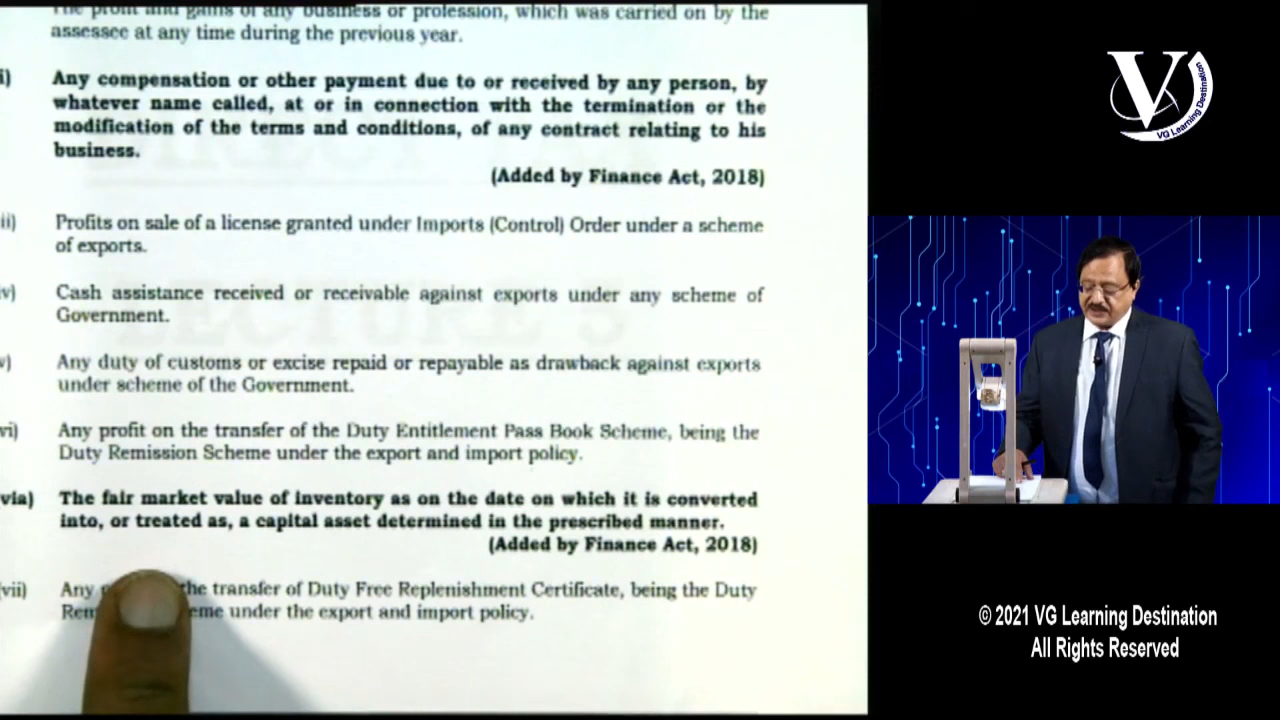 The profit and gains of any business or profession, which was carried on by the
assessee at any time during the previous year.
i) Any compensation or other payment due to or received by any person, by
whatever name called, at or in connection with the termination or the
modification of the terms and conditions, of any contract relating to his
business.
(Added by Finance Act, 2018)
ii) Profits on sale of a license granted under Imports (Control) Order under a scheme
of exports.
iv) Cash assistance received or receivable against exports under any scheme of
Government.
v) Any duty of customs or excise repaid or repayable as drawback against exports
under scheme of the Government.
vi) Any profit on the transfer of the Duty Entitlement Pass Book Scheme, being the
Duty Remission Scheme under the export and import policy.
via) The fair market value of inventory as on the date on which it is converted
into, or treated as, a capital asset determined in the prescribed manner.
(Added by Finance Act, 2018)
vii) Any the transfer of Duty Free Replenishment Certificate, being the Duty
under the export and import policy.
V
VG Learning Destination
© 2021 VG Learning Destination
All Rights Reserved